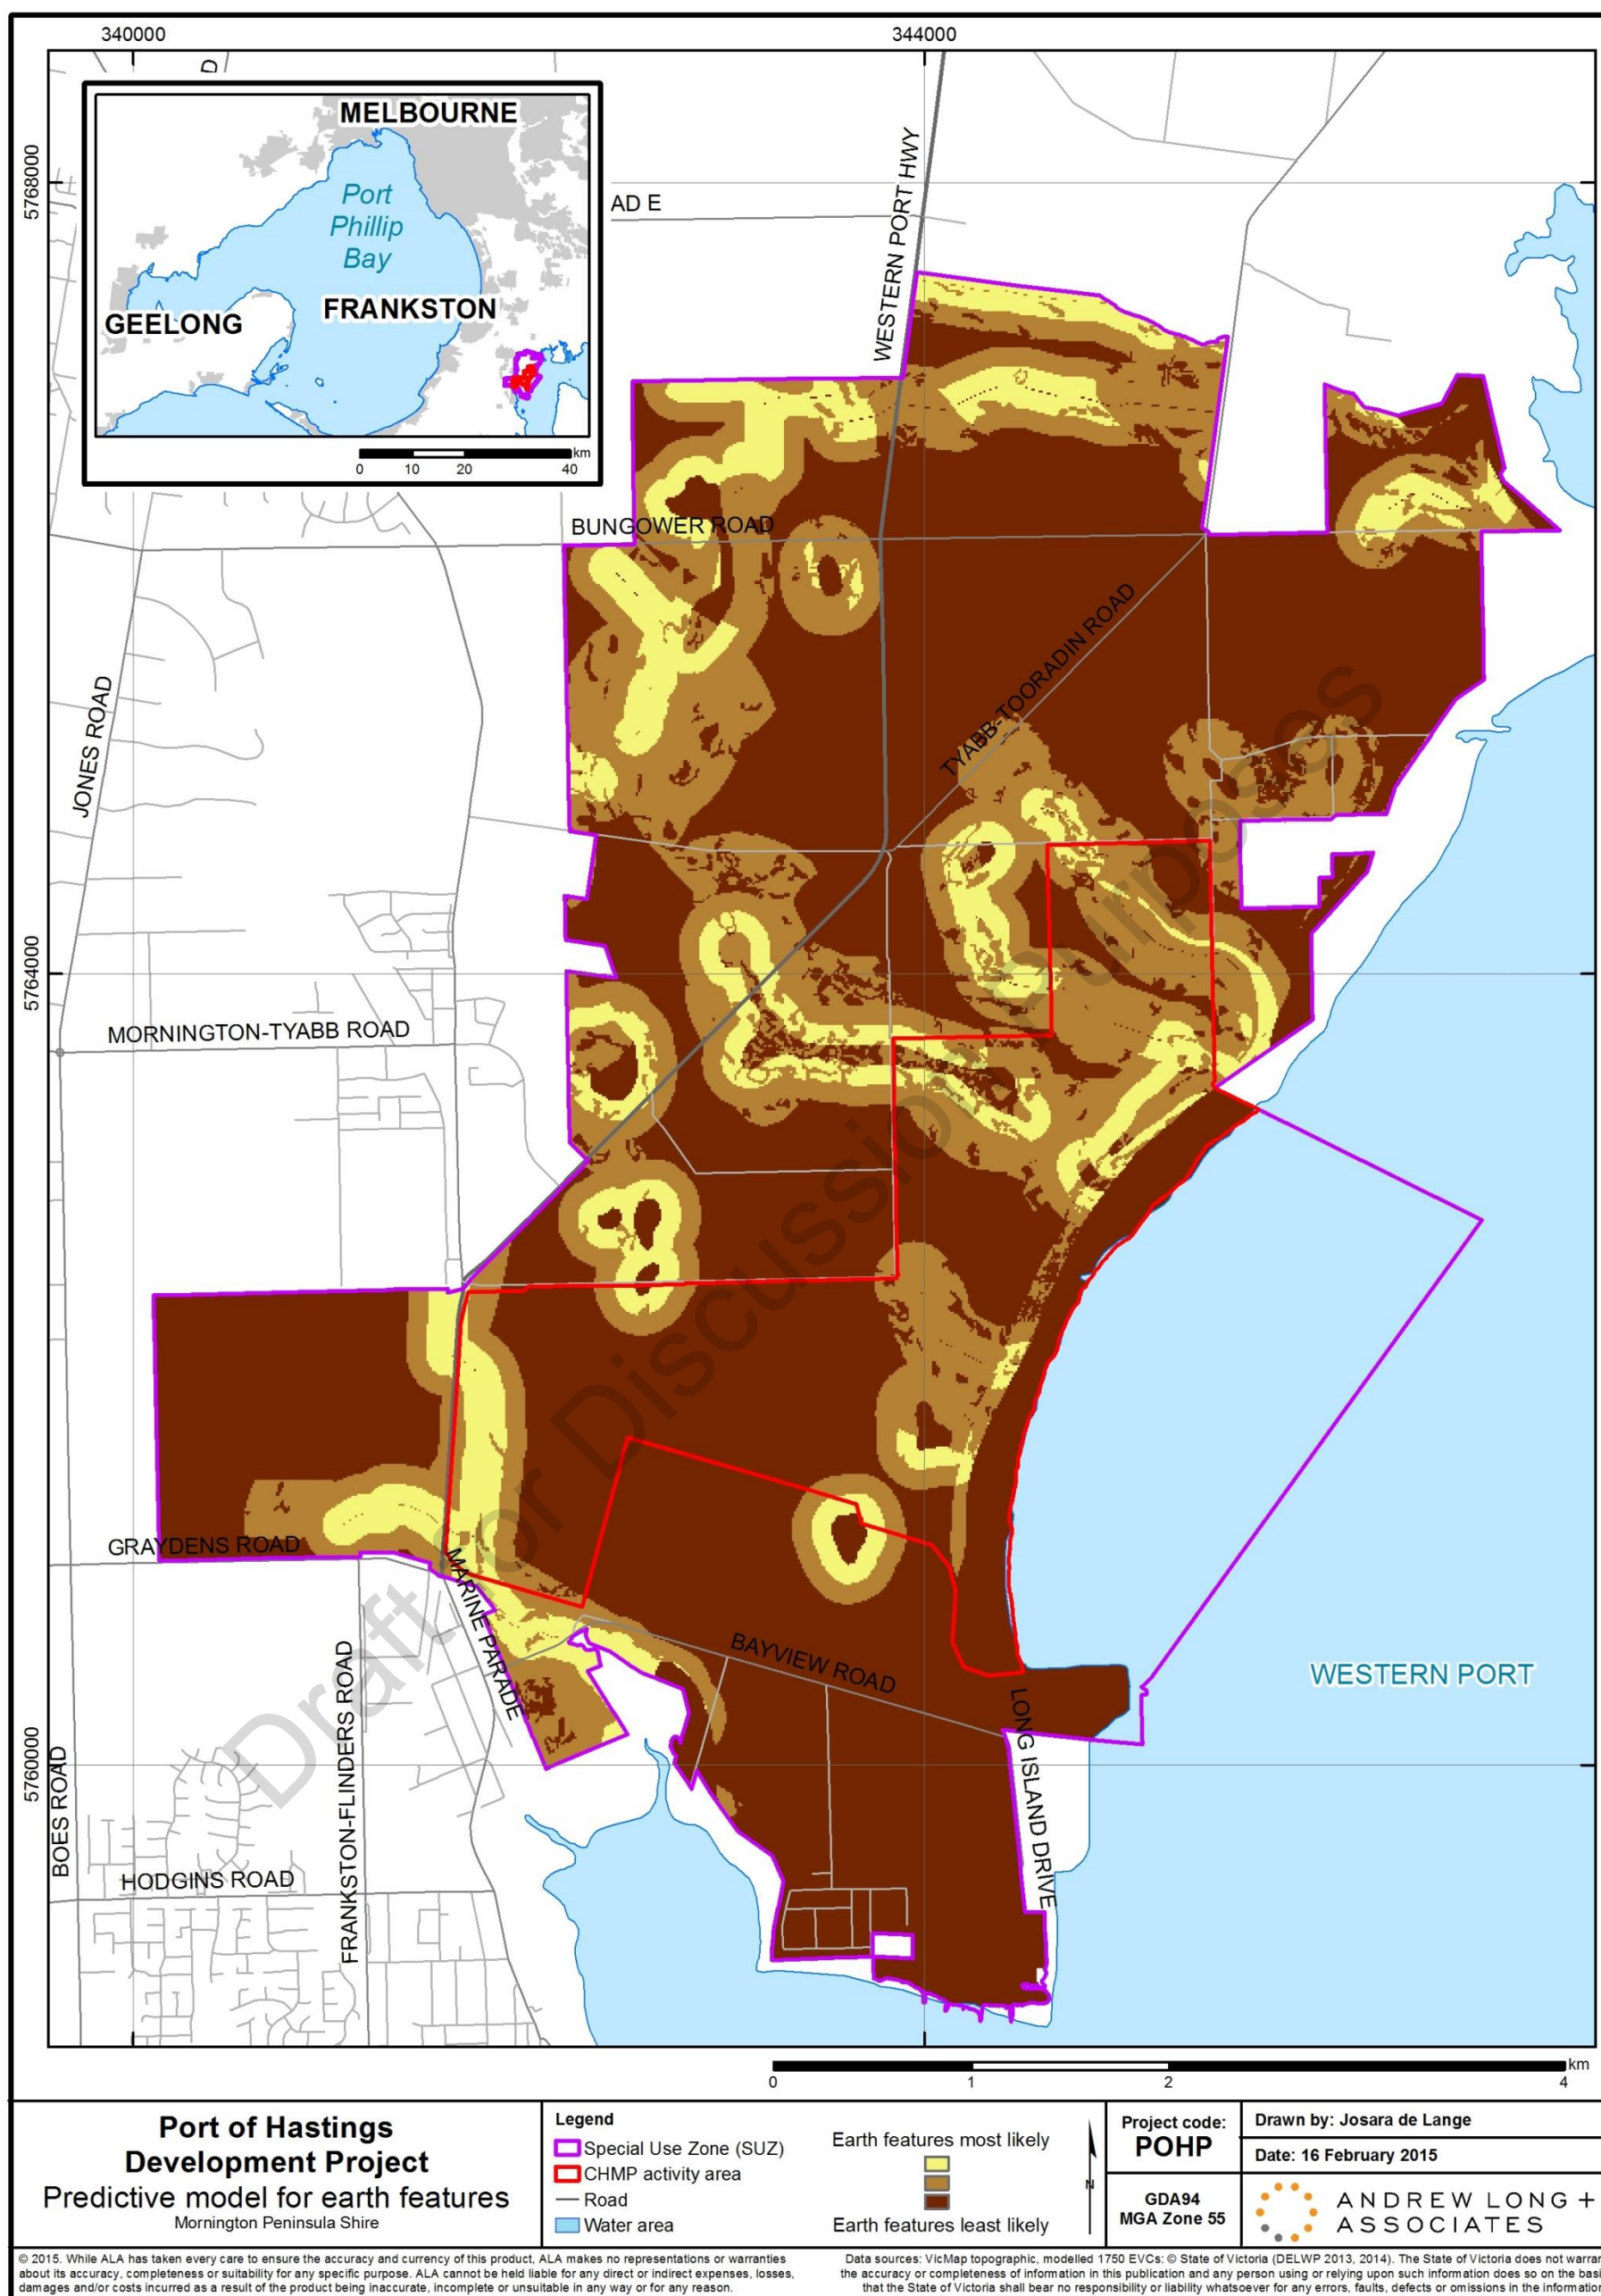 340000
344000
5768000
5764000
5760000
D
MELBOURNE
Port
Phillip
Bay
FRANKSTON
GEELONG
km
0 10 20 40
AD E
WESTERN PORT HWY
BUNGOWER ROAD
TYABB-TOORADIN ROAD
JONES ROAD
MORNINGTON-TYABB ROAD
GRAYDENS ROAD
MARINE PARADE
BAYVIEW ROAD
WESTERN PORT
LONG ISLAND DRIVE
FRANKSTON-FLINDERS ROAD
BOES ROAD
HODGINS ROAD
Draft for Discussion Purposes
km
0 1 2 4
Port of Hastings
Development Project
Predictive model for earth features
Mornington Peninsula Shire
Legend
Special Use Zone (SUZ)
CHMP activity area
Road
Water area
Earth features most likely
Earth features least likely
N
Project code:
POHP
GDA94
MGA Zone 55
Drawn by: Josara de Lange
Date: 16 February 2015
ANDREW LONG +
ASSOCIATES
© 2015. While ALA has taken every care to ensure the accuracy and currency of this product, ALA makes no representations or warranties
about its accuracy, completeness or suitability for any specific purpose. ALA cannot be held liable for any direct or indirect expenses, losses,
damages and/or costs incurred as a result of the product being inaccurate, incomplete or unsuitable in any way or for any reason.
Data sources: VicMap topographic, modelled 1750 EVCs: © State of Victoria (DELWP 2013, 2014). The State of Victoria does not warran
the accuracy or completeness of information in this publication and any person using or relying upon such information does so on the basi
that the State of Victoria shall bear no responsibility or liability whatsoever for any errors, faults, defects or omissions in the information